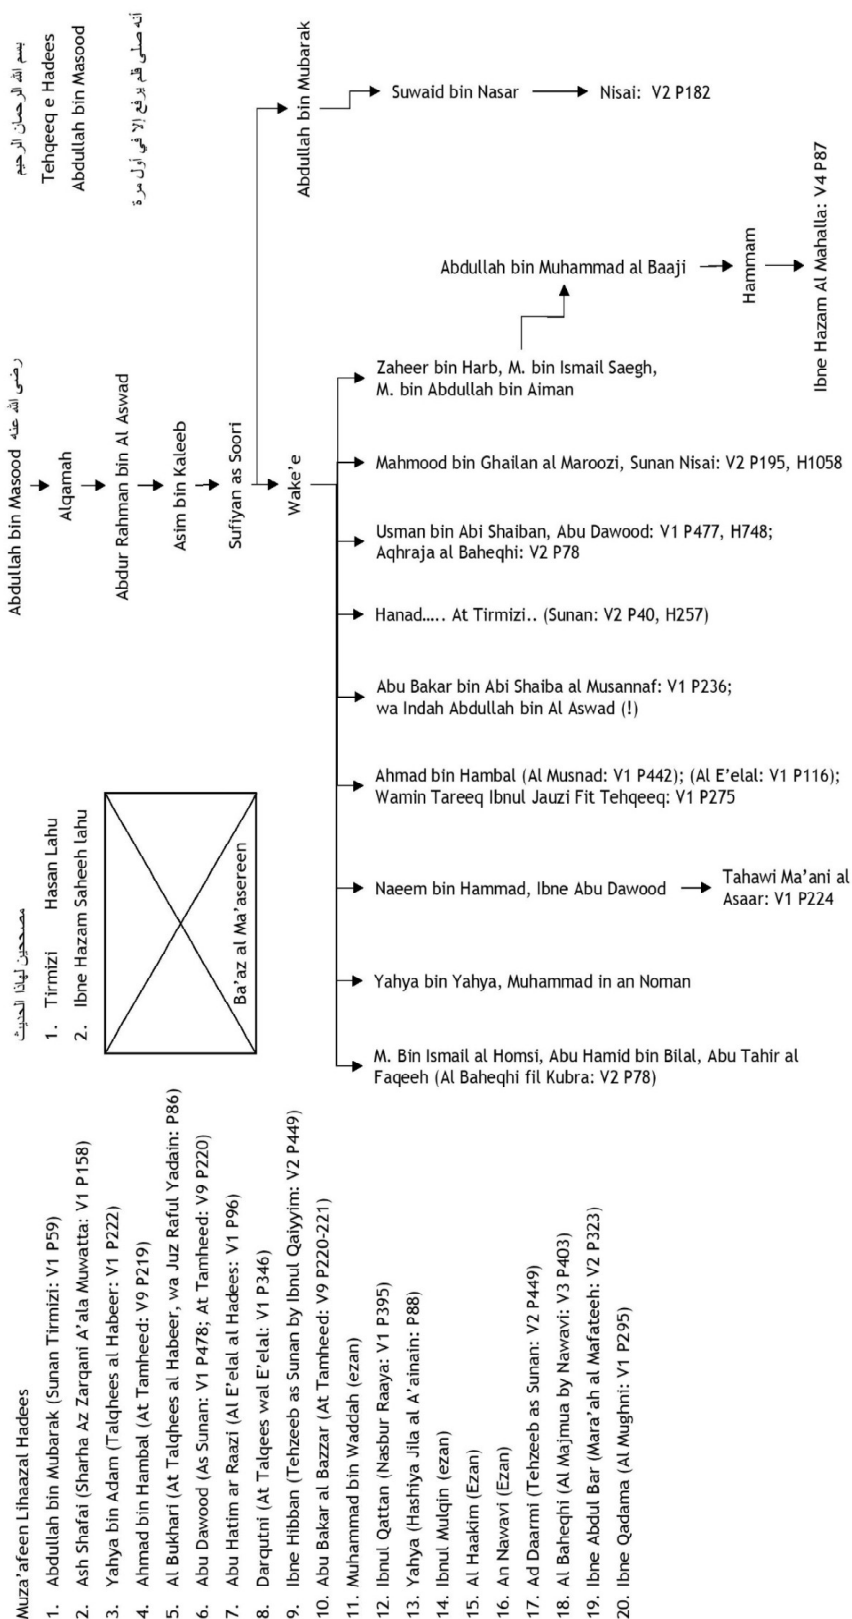 بسم الله الرحمان الرحيم
Tehqeeq e Hadees
Abdullah bin Masood
أنه صلى فلم يرفع إلا في أول مرة
Abdullah bin Masood رضى الله عنه
Alqamah
Abdur Rahman bin Al Aswad
Asim bin Kaleeb
Sufiyan as Soori
Abdullah bin Mubarak
Suwaid bin Nasar
Nisai: V2 P182
Wake'e
Abdullah bin Muhammad al Baaji
Hammam
Ibne Hazam Al Mahalla: V4 P87
Zaheer bin Harb, M. bin Ismail Saegh,
M. bin Abdullah bin Aiman
Mahmood bin Ghailan al Maroozi, Sunan Nisai: V2 P195, H1058
Usman bin Abi Shaiban, Abu Dawood: V1 P477, H748;
Aqhraja al Baheqhi: V2 P78
Hanad….. At Tirmizi.. (Sunan: V2 P40, H257)
Abu Bakar bin Abi Shaiba al Musannaf: V1 P236;
wa Indah Abdullah bin Al Aswad (!)
Ahmad bin Hambal (Al Musnad: V1 P442); (Al E'elal: V1 P116);
Wamin Tareeq Ibnul Jauzi Fit Tehqeeq: V1 P275
Naeem bin Hammad, Ibne Abu Dawood
Tahawi Ma'ani al
Asaar: V1 P224
Yahya bin Yahya, Muhammad in an Noman
M. Bin Ismail al Homsi, Abu Hamid bin Bilal, Abu Tahir al
Faqeeh (Al Baheqhi fil Kubra: V2 P78)
مصححين لهاذا الحديث
1. Tirmizi Hasan Lahu
2. Ibne Hazam Saheeh lahu
Ba'az al Ma'asereen
Muza'afeen Lihaazal Hadees
1. Abdullah bin Mubarak (Sunan Tirmizi: V1 P59)
2. Ash Shafai (Sharha Az Zarqani A'ala Muwatta: V1 P158)
3. Yahya bin Adam (Talqhees al Habeer: V1 P222)
4. Ahmad bin Hambal (At Tamheed: V9 P219)
5. Al Bukhari (At Talqhees al Habeer, wa Juz Raful Yadain: P86)
6. Abu Dawood (As Sunan: V1 P478; At Tamheed: V9 P220)
7. Abu Hatim ar Raazi (Al E'elal al Hadees: V1 P96)
8. Darqutni (At Talqees wal E'elal: V1 P346)
9. Ibne Hibban (Tehzeeb as Sunan by Ibnul Qaiyyim: V2 P449)
10. Abu Bakar al Bazzar (At Tamheed: V9 P220-221)
11. Muhammad bin Waddah (ezan)
12. Ibnul Qattan (Nasbur Raaya: V1 P395)
13. Yahya (Hashiya Jila al A'ainain: P88)
14. Ibnul Mulqin (ezan)
15. Al Haakim (Ezan)
16. An Nawavi (Ezan)
17. Ad Daarmi (Tehzeeb as Sunan: V2 P449)
18. Al Baheqhi (Al Majmua by Nawavi: V3 P403)
19. Ibne Abdul Bar (Mara'ah al Mafateeh: V2 P323)
20. Ibne Qadama (Al Mughni: V1 P295)